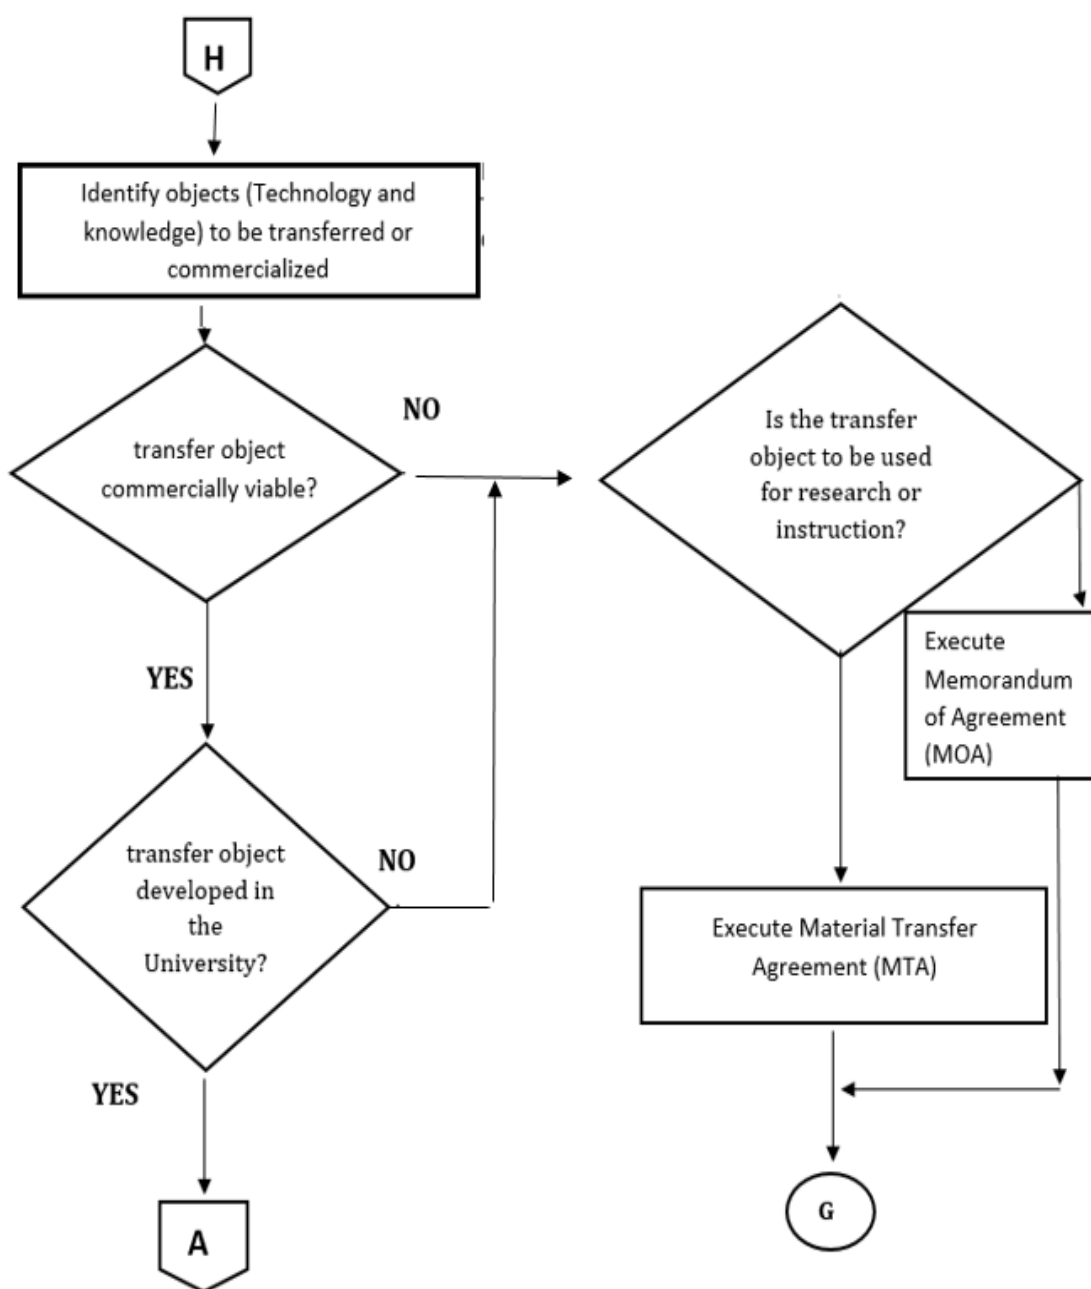 H
Identify objects (Technology and
knowledge) to be transferred or
commercialized
transfer object
commercially viable?
NO
YES
transfer object
developed in
the
University?
NO
YES
A
Is the transfer
object to be used
for research or
instruction?
Execute
Memorandum
of Agreement
(MOA)
Execute Material Transfer
Agreement (MTA)
G